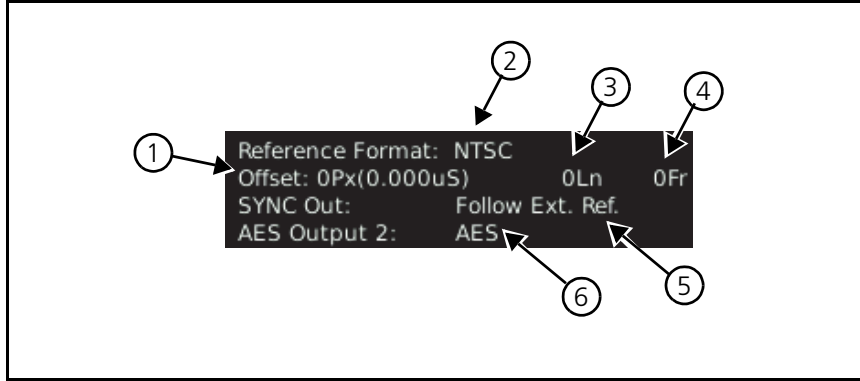 2
3
4
1
Reference Format: NTSC
Offset: 0Px(0.000uS) 0Ln 0Fr
SYNC Out: Follow Ext. Ref.
AES Output 2: AES
6
5